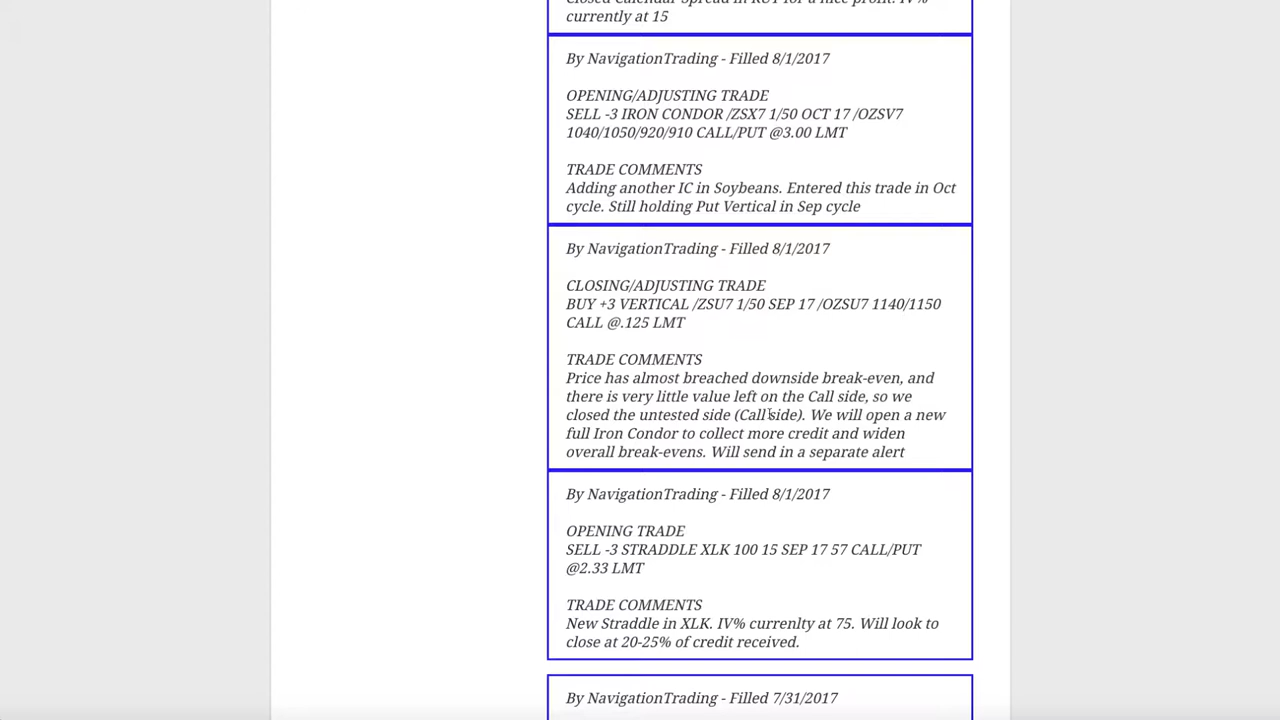 Closed Calendar Spread in RUT for a nice profit. IV%
currently at 15
By NavigationTrading - Filled 8/1/2017
OPENING/ADJUSTING TRADE
SELL -3 IRON CONDOR /ZSX7 1/50 OCT 17 /OZSV7
1040/1050/920/910 CALL/PUT @3.00 LMT
TRADE COMMENTS
Adding another IC in Soybeans. Entered this trade in Oct
cycle. Still holding Put Vertical in Sep cycle
By NavigationTrading - Filled 8/1/2017
CLOSING/ADJUSTING TRADE
BUY +3 VERTICAL /ZSU7 1/50 SEP 17 /OZSU7 1140/1150
CALL @.125 LMT
TRADE COMMENTS
Price has almost breached downside break-even, and
there is very little value left on the Call side, so we
closed the untested side (Call side). We will open a new
full Iron Condor to collect more credit and widen
overall break-evens. Will send in a separate alert
By NavigationTrading - Filled 8/1/2017
OPENING TRADE
SELL -3 STRADDLE XLK 100 15 SEP 17 57 CALL/PUT
@2.33 LMT
TRADE COMMENTS
New Straddle in XLK. IV% currenlty at 75. Will look to
close at 20-25% of credit received.
By NavigationTrading - Filled 7/31/2017